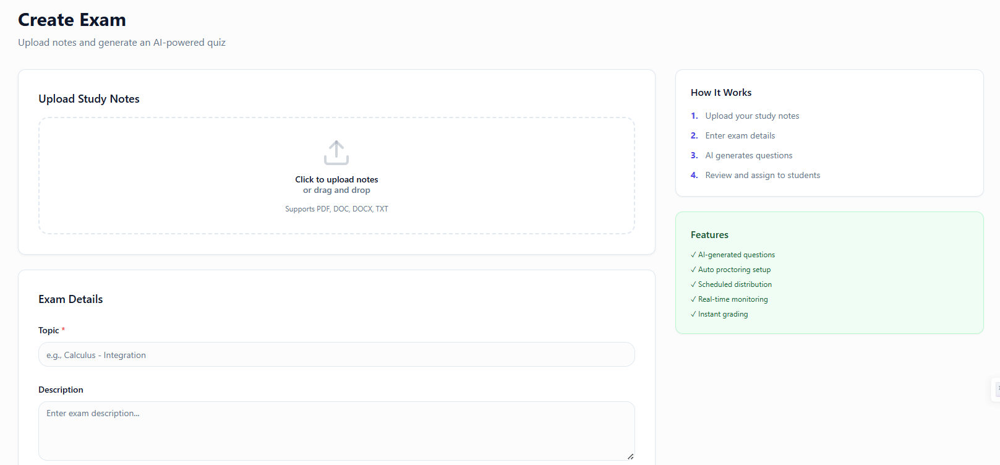 Create Exam
Upload notes and generate an AI-powered quiz
Upload Study Notes
Click to upload notes
or drag and drop
Supports PDF, DOC, DOCX, TXT
Exam Details
Topic *
e.g., Calculus - Integration
Description
Enter exam description...
How It Works
1. Upload your study notes
2. Enter exam details
3. AI generates questions
4. Review and assign to students
Features
✓ AI-generated questions
✓ Auto proctoring setup
✓ Scheduled distribution
✓ Real-time monitoring
✓ Instant grading